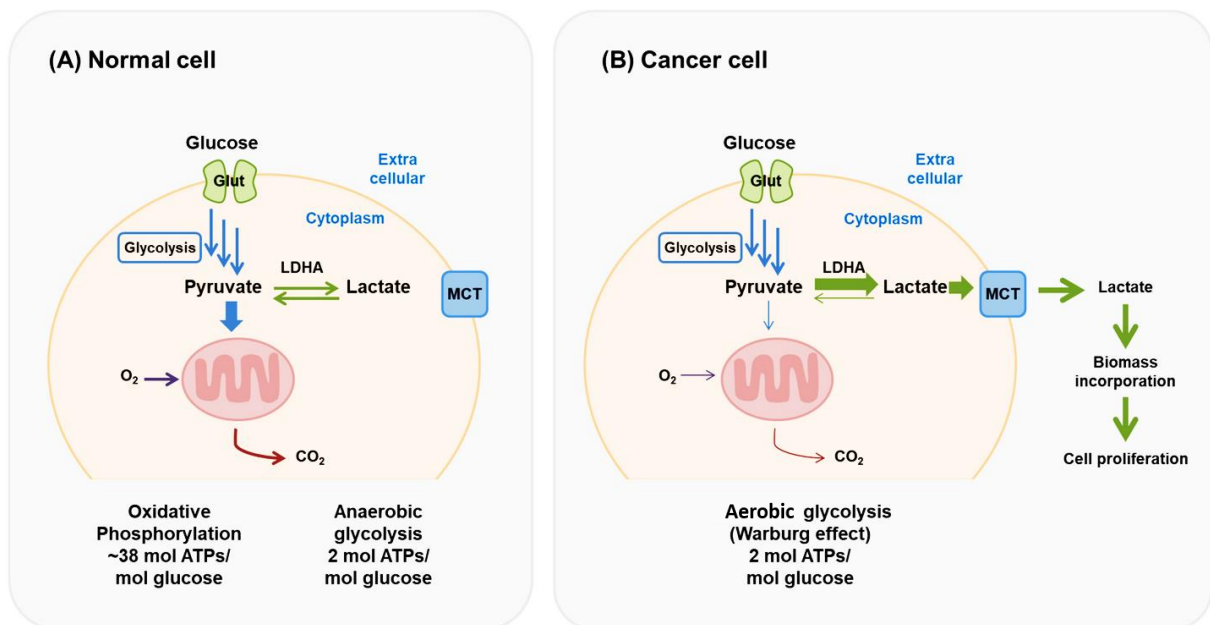 (A) Normal cell
Glucose
Glut
Extra
cellular
Cytoplasm
Glycolysis
LDHA
Pyruvate
Lactate
MCT
O₂
CO₂
Oxidative
Phosphorylation
~38 mol ATPs/
mol glucose
Anaerobic
glycolysis
2 mol ATPs/
mol glucose
(B) Cancer cell
Glucose
Glut
Extra
cellular
Cytoplasm
Glycolysis
LDHA
Pyruvate
Lactate
MCT
Lactate
Biomass
incorporation
O₂
CO₂
Cell proliferation
Aerobic glycolysis
(Warburg effect)
2 mol ATPs/
mol glucose